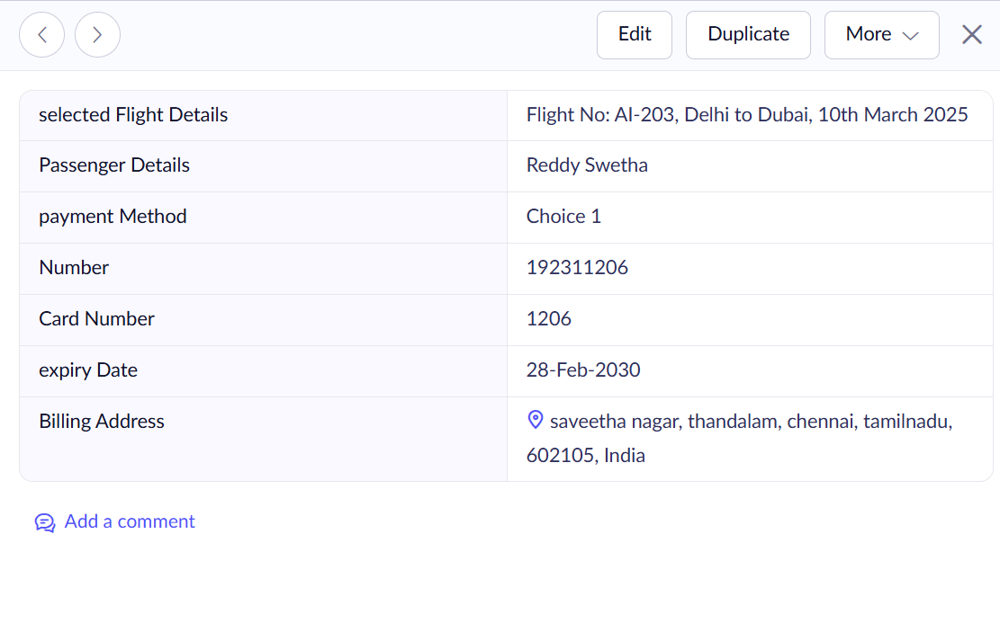 Edit Duplicate More
selected Flight Details Flight No: AI-203, Delhi to Dubai, 10th March 2025
Passenger Details Reddy Swetha
payment Method Choice 1
Number 192311206
Card Number 1206
expiry Date 28-Feb-2030
Billing Address saveetha nagar, thandalam, chennai, tamilnadu,
602105, India
Add a comment